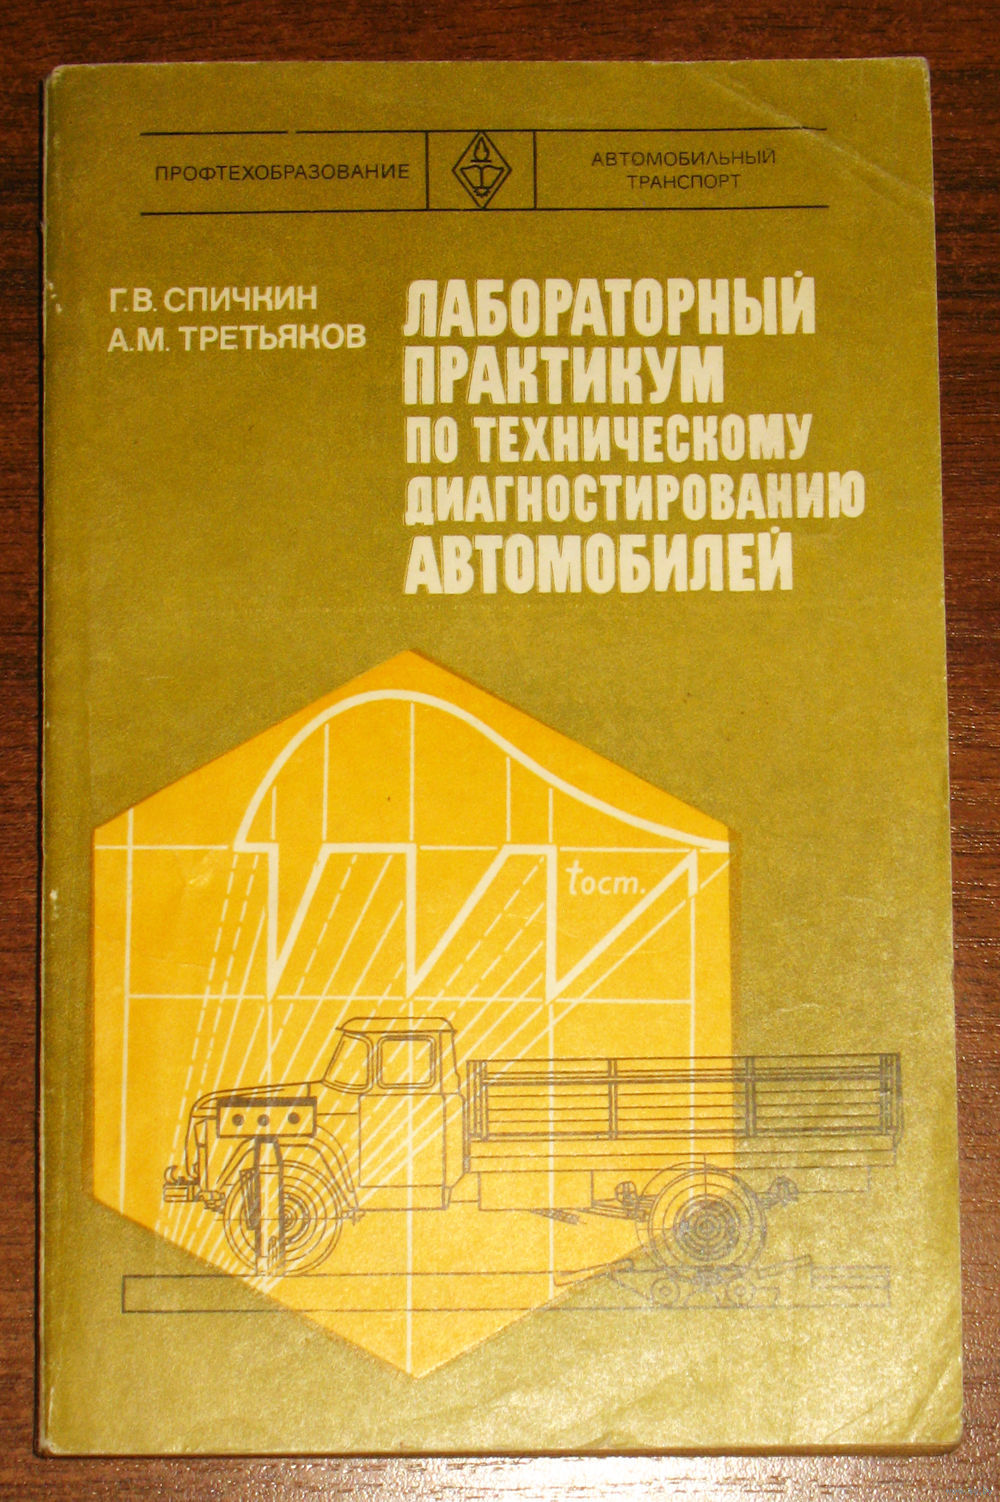 ПРОФТЕХОБРАЗОВАНИЕ
АВТОМОБИЛЬНЫЙ
ТРАНСПОРТ
Г.В. СПИЧКИН
А.М. ТРЕТЬЯКОВ
ЛАБОРАТОРНЫЙ
ПРАКТИКУМ
ПО ТЕХНИЧЕСКОМУ
ДИАГНОСТИРОВАНИЮ
АВТОМОБИЛЕЙ
tост.